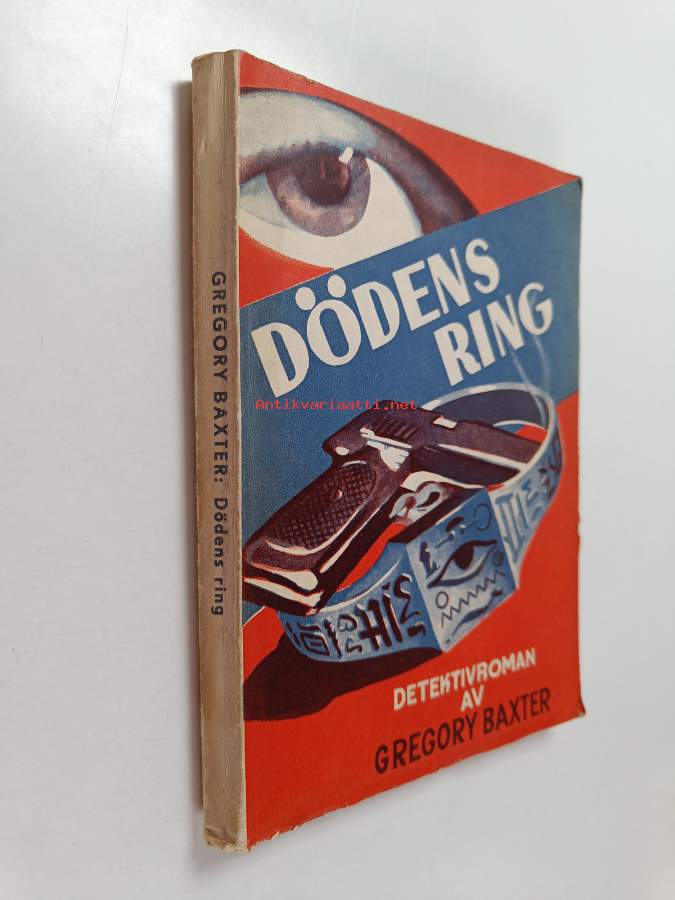 GREGORY BAXTER: Dödens ring
DÖDENS
RING
Antikvariaatti.net
DETEKTIVROMAN
AV
GREGORY BAXTER